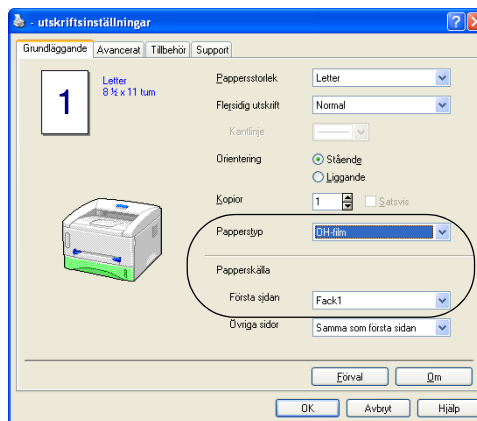 - utskriftsinställningar
Grundläggande Avancerat Tillbehör Support
1
Letter
8 ½ x 11 tum
Pappersstorlek Letter
Flersidig utskrift Normal
Kantlinje
Orientering Stående
Liggande
Kopior 1 Satsvis
Papperstyp OH-film
Papperskälla
Första sidan Fack1
Övriga sidor Samma som första sidan
Förval Om
OK Avbryt Hjälp